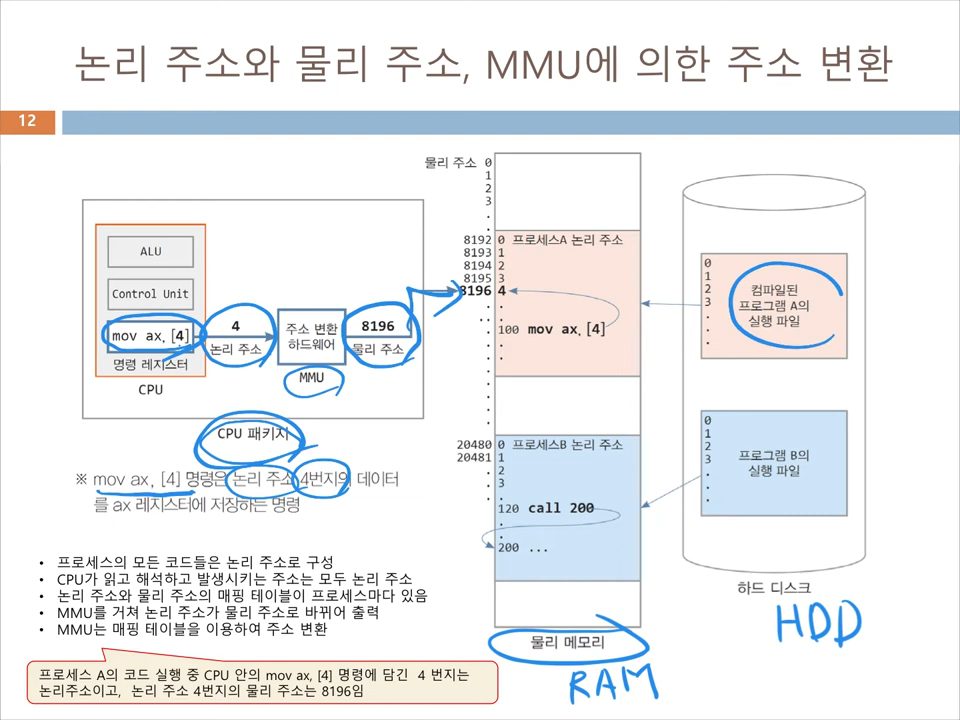 논리 주소와 물리 주소, MMU에 의한 주소 변환
12
물리 주소 0
1
2
3
.
.
.
ALU
Control Unit
mov ax, [4]
명령 레지스터
CPU
4
논리 주소
주소 변환
하드웨어
MMU
8196
물리 주소
CPU 패키지
※ mov ax, [4] 명령은 논리 주소 4번지의 데이터
를 ax 레지스터에 저장하는 명령
8192 0 프로세스A 논리 주소
8193 1
8194 2
8195 3
8196 4
.
.
100 mov ax, [4]
.
.
20480 0 프로세스B 논리 주소
20481 1
. 2
. 3
.
120 call 200
.
.
200 ...
물리 메모리
RAM
0
1
2
3
.
.
.
컴파일된
프로그램 A의
실행 파일
0
1
2
3
.
.
.
프로그램 B의
실행 파일
하드 디스크
HDD
• 프로세스의 모든 코드들은 논리 주소로 구성
• CPU가 읽고 해석하고 발생시키는 주소는 모두 논리 주소
• 논리 주소와 물리 주소의 매핑 테이블이 프로세스마다 있음
• MMU를 거쳐 논리 주소가 물리 주소로 바뀌어 출력
• MMU는 매핑 테이블을 이용하여 주소 변환
프로세스 A의 코드 실행 중 CPU 안의 mov ax, [4] 명령에 담긴 4 번지는
논리주소이고, 논리 주소 4번지의 물리 주소는 8196임